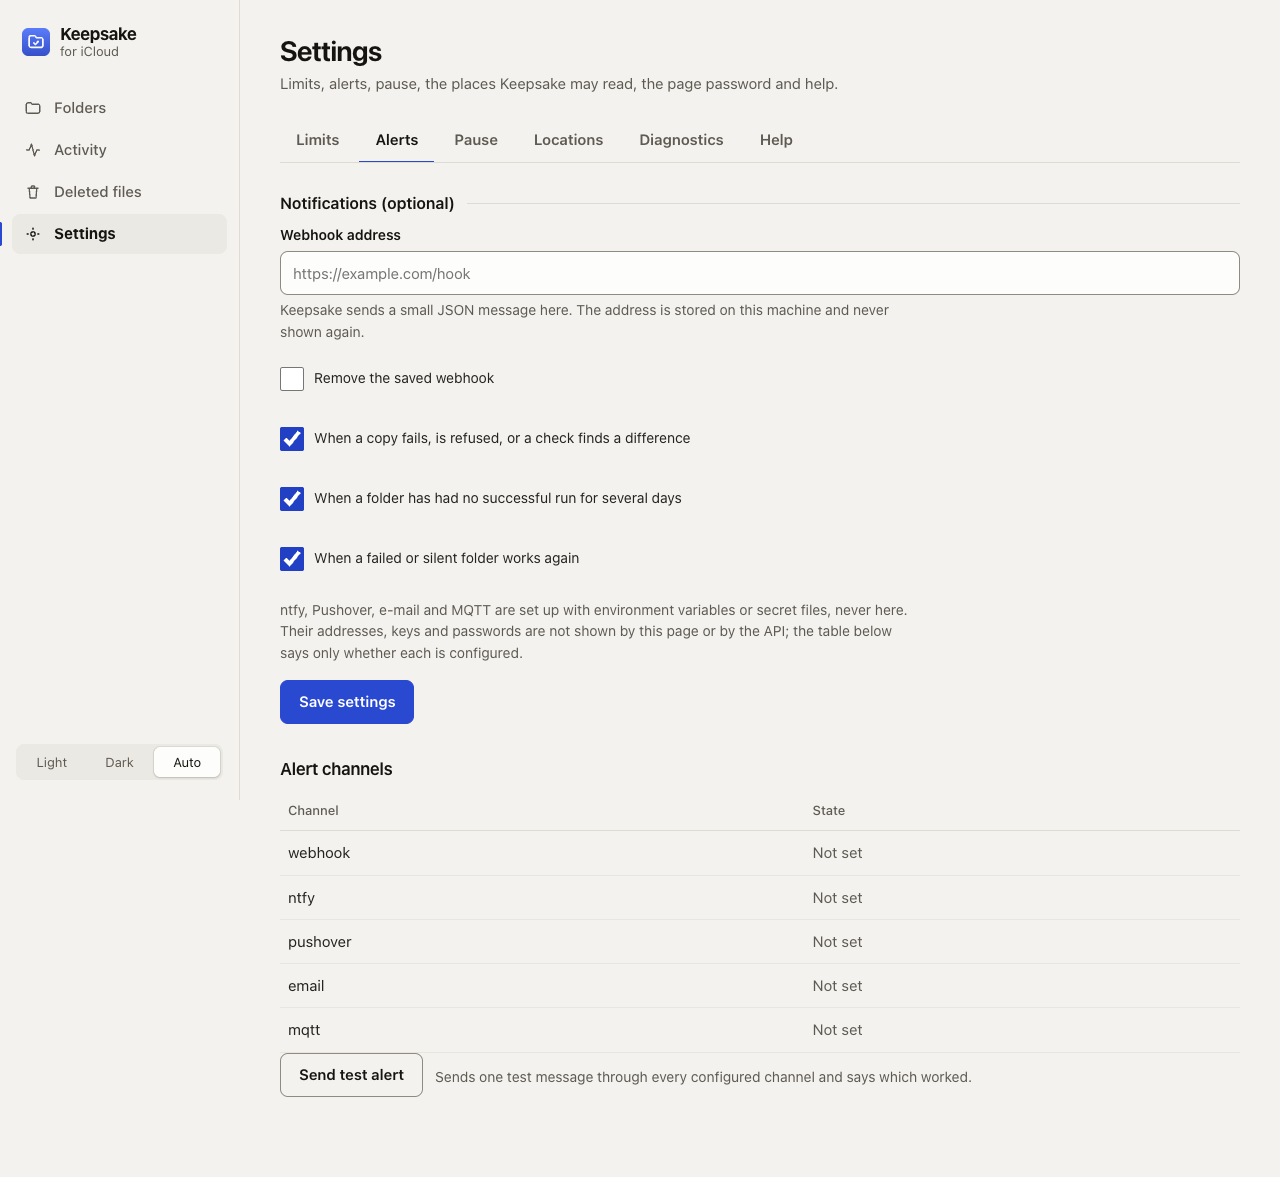 Keepsake
for iCloud
Folders
Activity
Deleted files
Settings
Light Dark Auto
Settings
Limits, alerts, pause, the places Keepsake may read, the page password and help.
Limits Alerts Pause Locations Diagnostics Help
Notifications (optional)
Webhook address
https://example.com/hook
Keepsake sends a small JSON message here. The address is stored on this machine and never
shown again.
Remove the saved webhook
When a copy fails, is refused, or a check finds a difference
When a folder has had no successful run for several days
When a failed or silent folder works again
ntfy, Pushover, e-mail and MQTT are set up with environment variables or secret files, never here.
Their addresses, keys and passwords are not shown by this page or by the API; the table below
says only whether each is configured.
Save settings
Alert channels
Channel State
webhook Not set
ntfy Not set
pushover Not set
email Not set
mqtt Not set
Send test alert Sends one test message through every configured channel and says which worked.